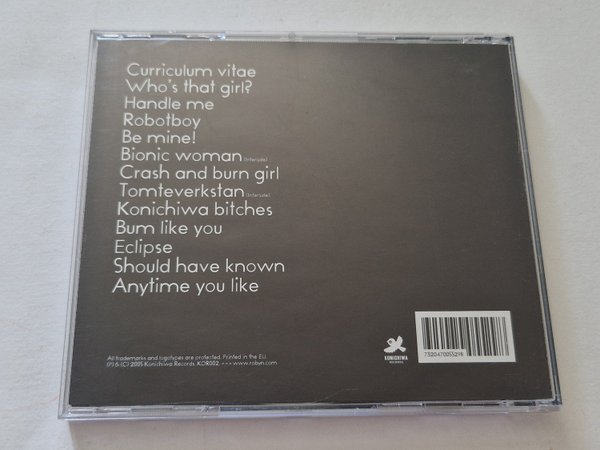 Curriculum vitae
Who's that girl?
Handle me
Robotboy
Be mine!
Bionic woman (Interlude)
Crash and burn girl
Tomteverkstan (Interlude)
Konichiwa bitches
Bum like you
Eclipse
Should have known
Anytime you like
KONICHIWA
RECORDS
All trademarks and logotypes are protected. Printed in the EU.
(P) & (C) 2005 Konichiwa Records. KOR002. www.robyn.com